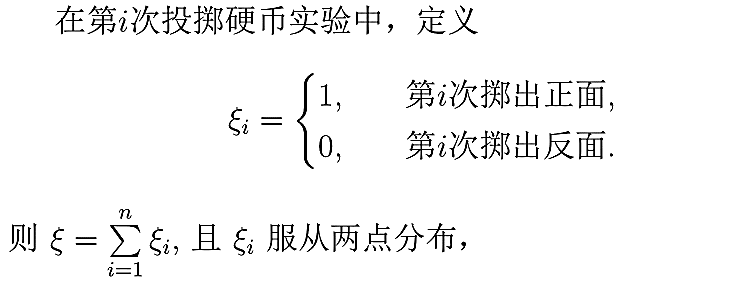 在第i次投掷硬币实验中，定义
ξ_i = { 1, 第i次掷出正面,
0, 第i次掷出反面.
则 ξ = ∑_{i=1}^{n} ξ_i, 且 ξ_i 服从两点分布，